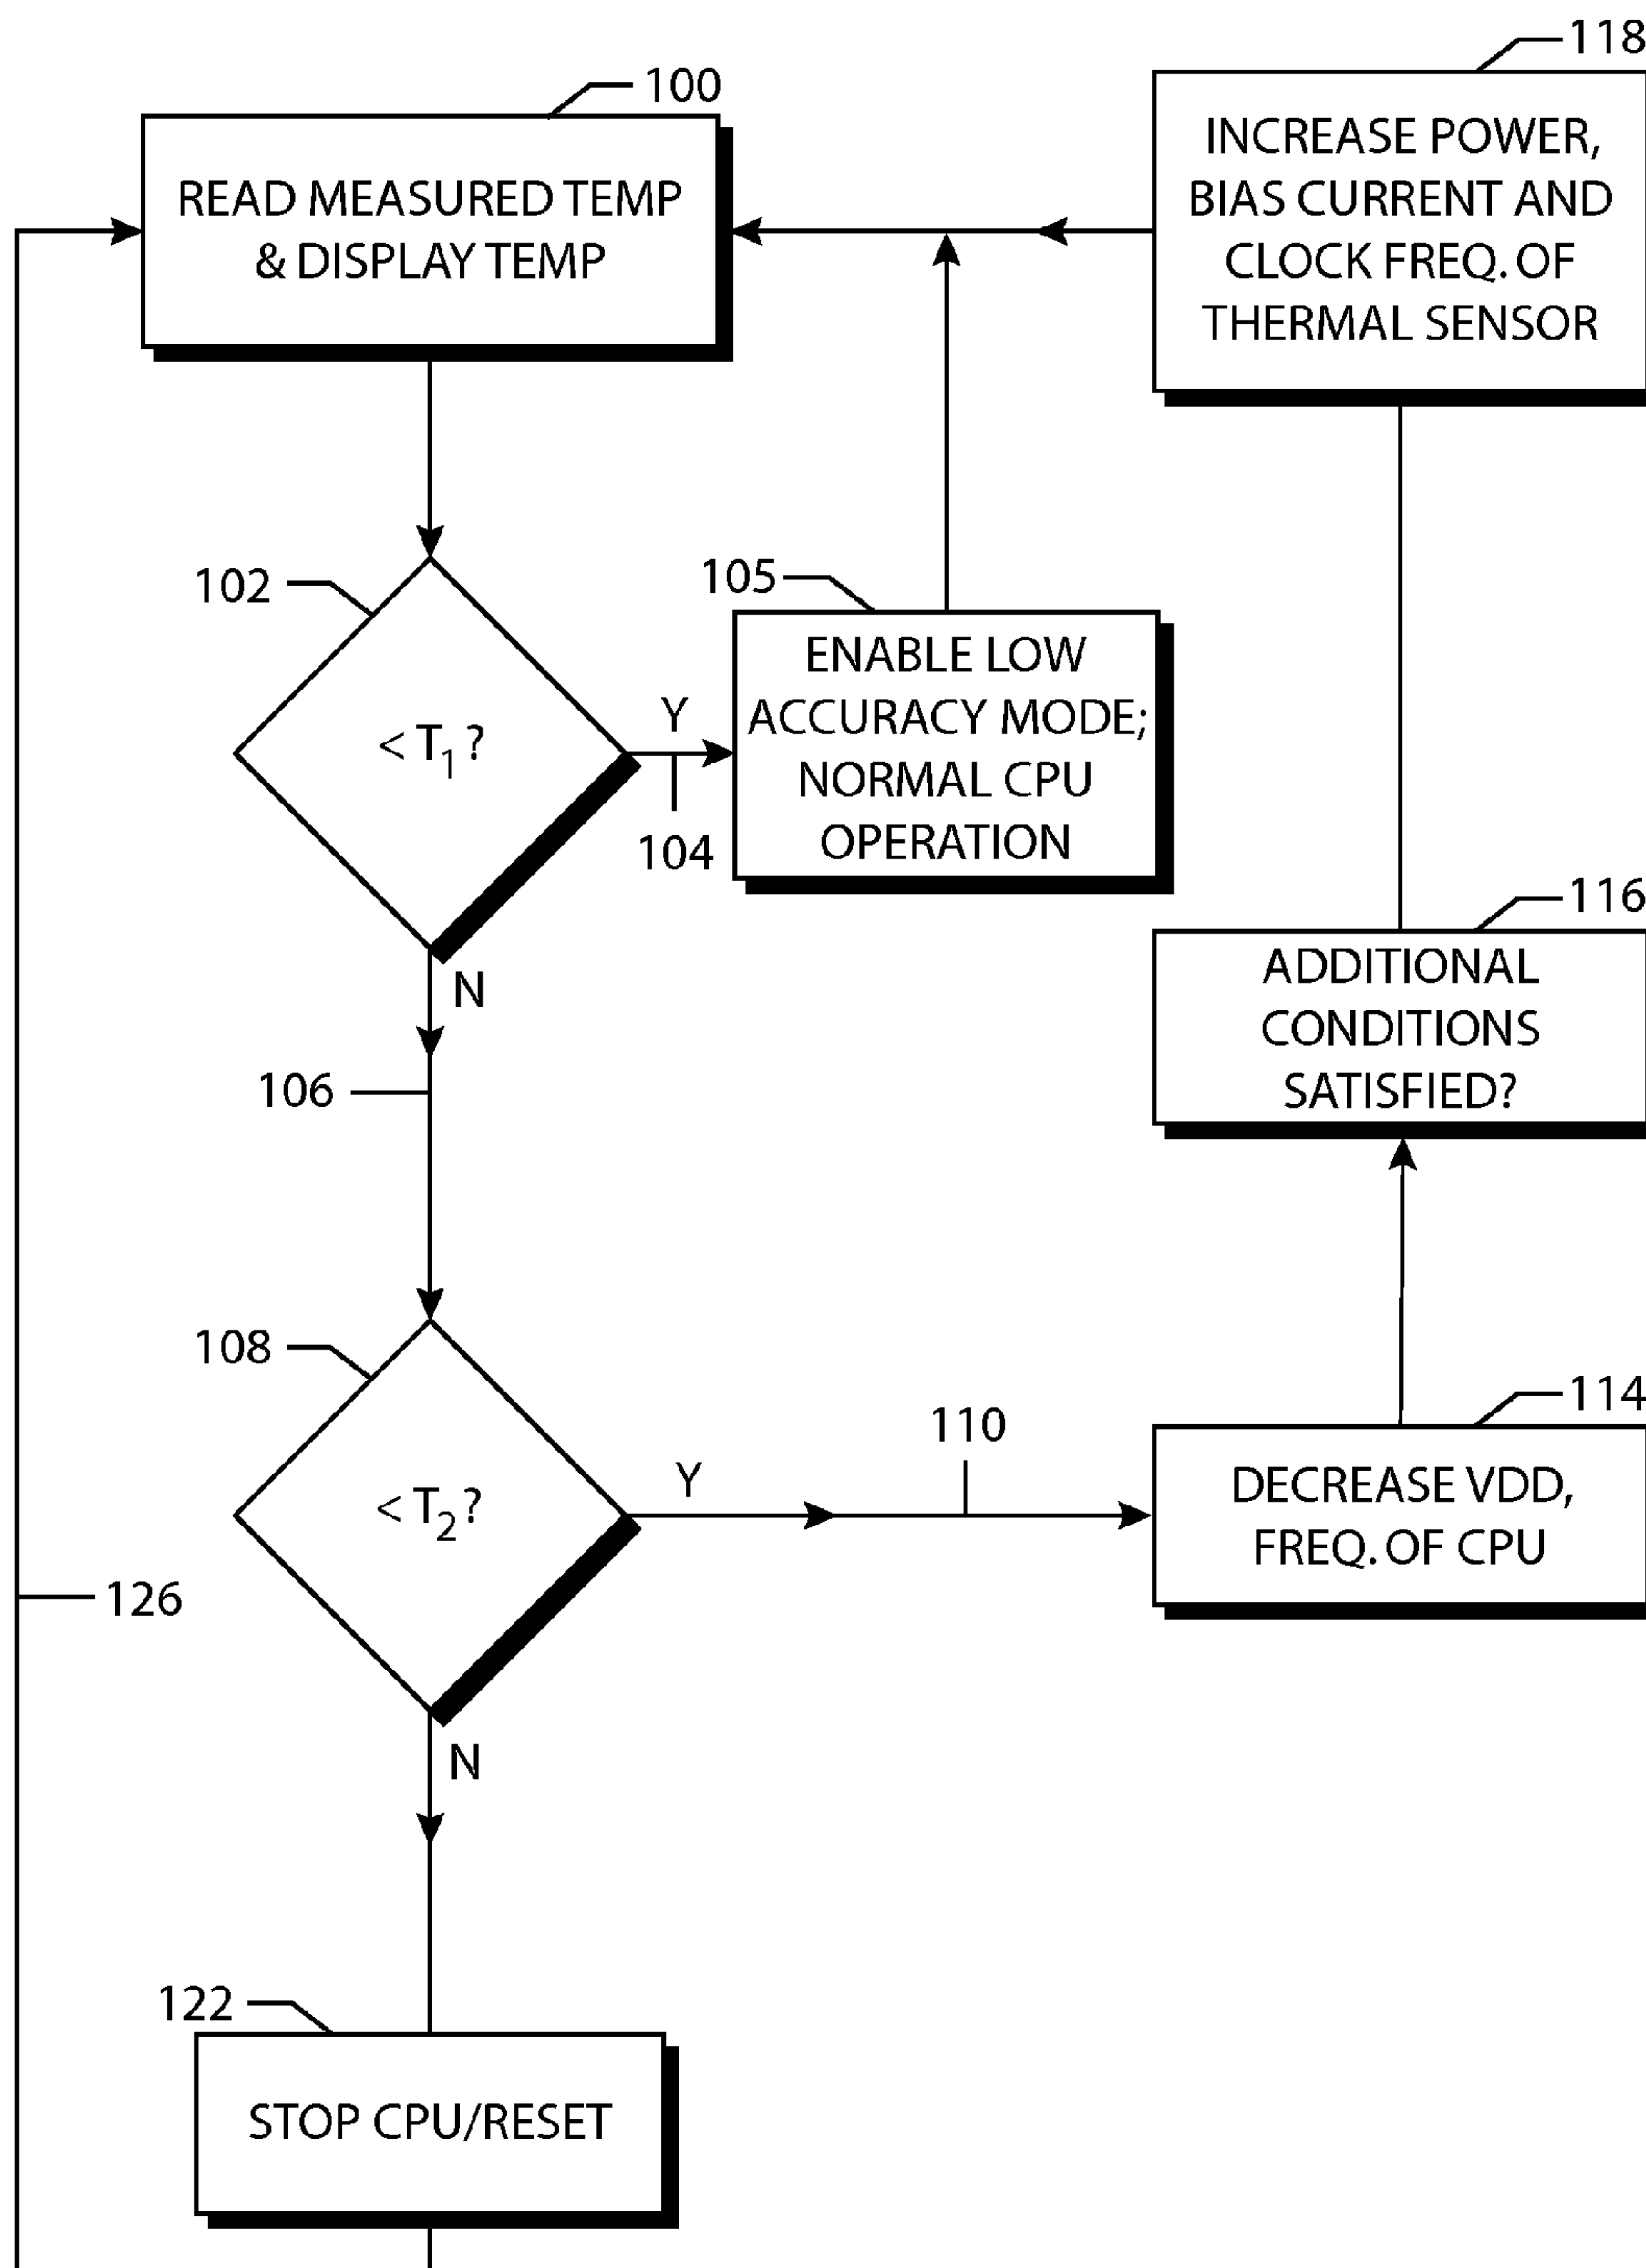 100
READ MEASURED TEMP
& DISPLAY TEMP
118
INCREASE POWER,
BIAS CURRENT AND
CLOCK FREQ. OF
THERMAL SENSOR
102
< T1 ?
Y
104
105
ENABLE LOW
ACCURACY MODE;
NORMAL CPU
OPERATION
N
106
116
ADDITIONAL
CONDITIONS
SATISFIED?
108
< T2 ?
Y
110
114
DECREASE VDD,
FREQ. OF CPU
126
N
122
STOP CPU/RESET